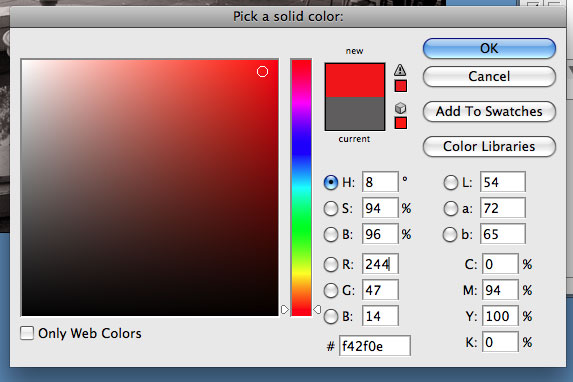 Pick a solid color:
new
current
OK
Cancel
Add To Swatches
Color Libraries
H: 8 °
L: 54
S: 94 %
a: 72
B: 96 %
b: 65
R: 244
C: 0 %
G: 47
M: 94 %
B: 14
Y: 100 %
# f42f0e
K: 0 %
Only Web Colors